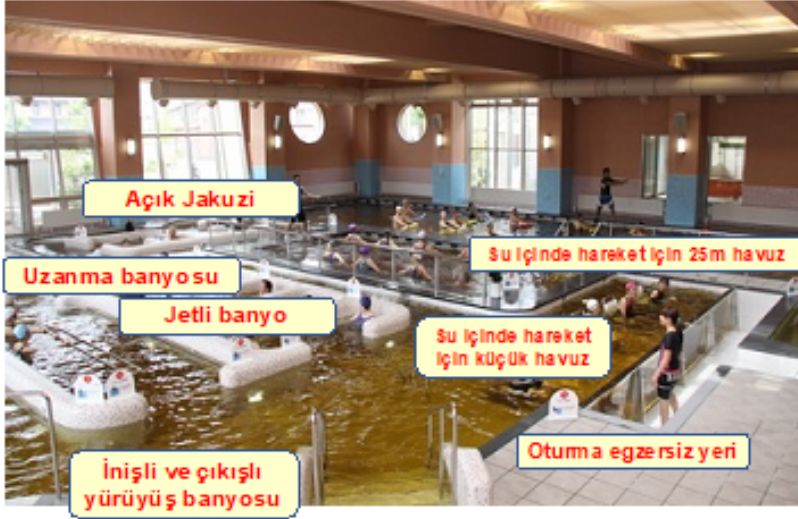 Açık Jakuzi
Su içinde hareket için 25m havuz
Uzanma banyosu
Jetli banyo
Su içinde hareket
için küçük havuz
Oturma egzersiz yeri
İnişli ve çıkışlı
yürüyüş banyosu